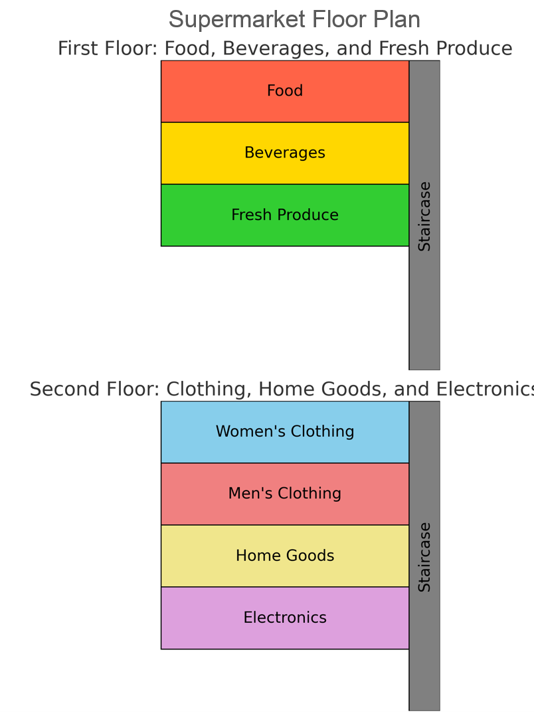 Supermarket Floor Plan
First Floor: Food, Beverages, and Fresh Produce
Food
Beverages
Fresh Produce
Staircase
Second Floor: Clothing, Home Goods, and Electronics
Women's Clothing
Men's Clothing
Home Goods
Electronics
Staircase